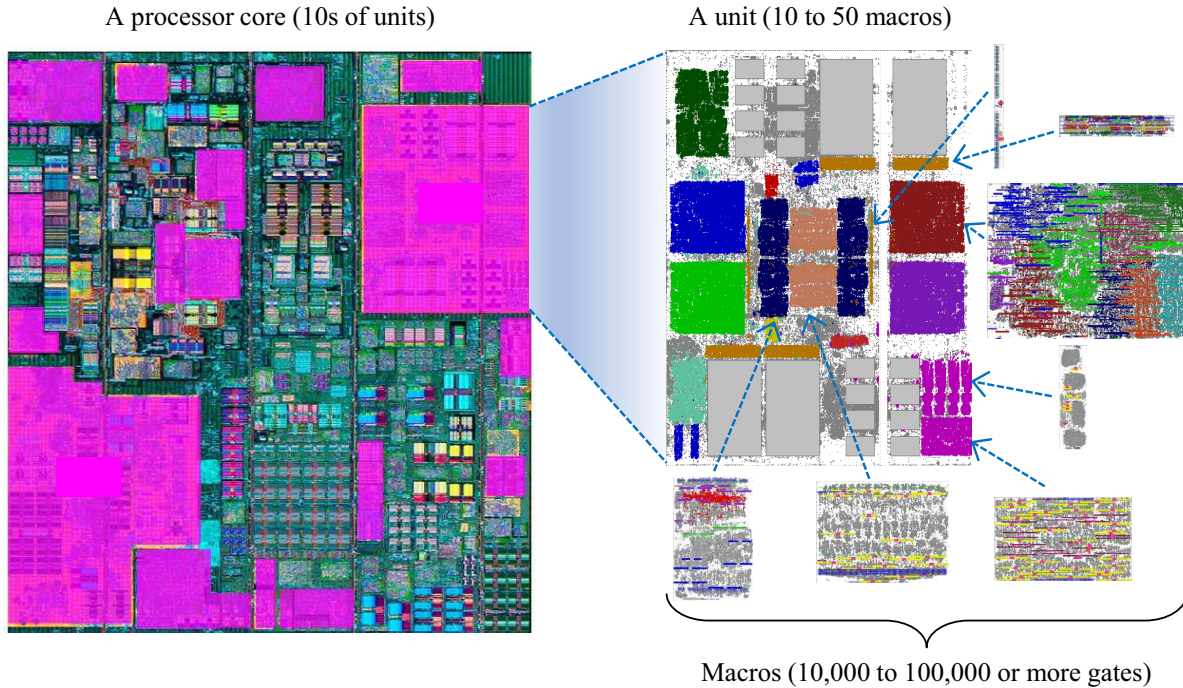 A processor core (10s of units)
A unit (10 to 50 macros)
Macros (10,000 to 100,000 or more gates)